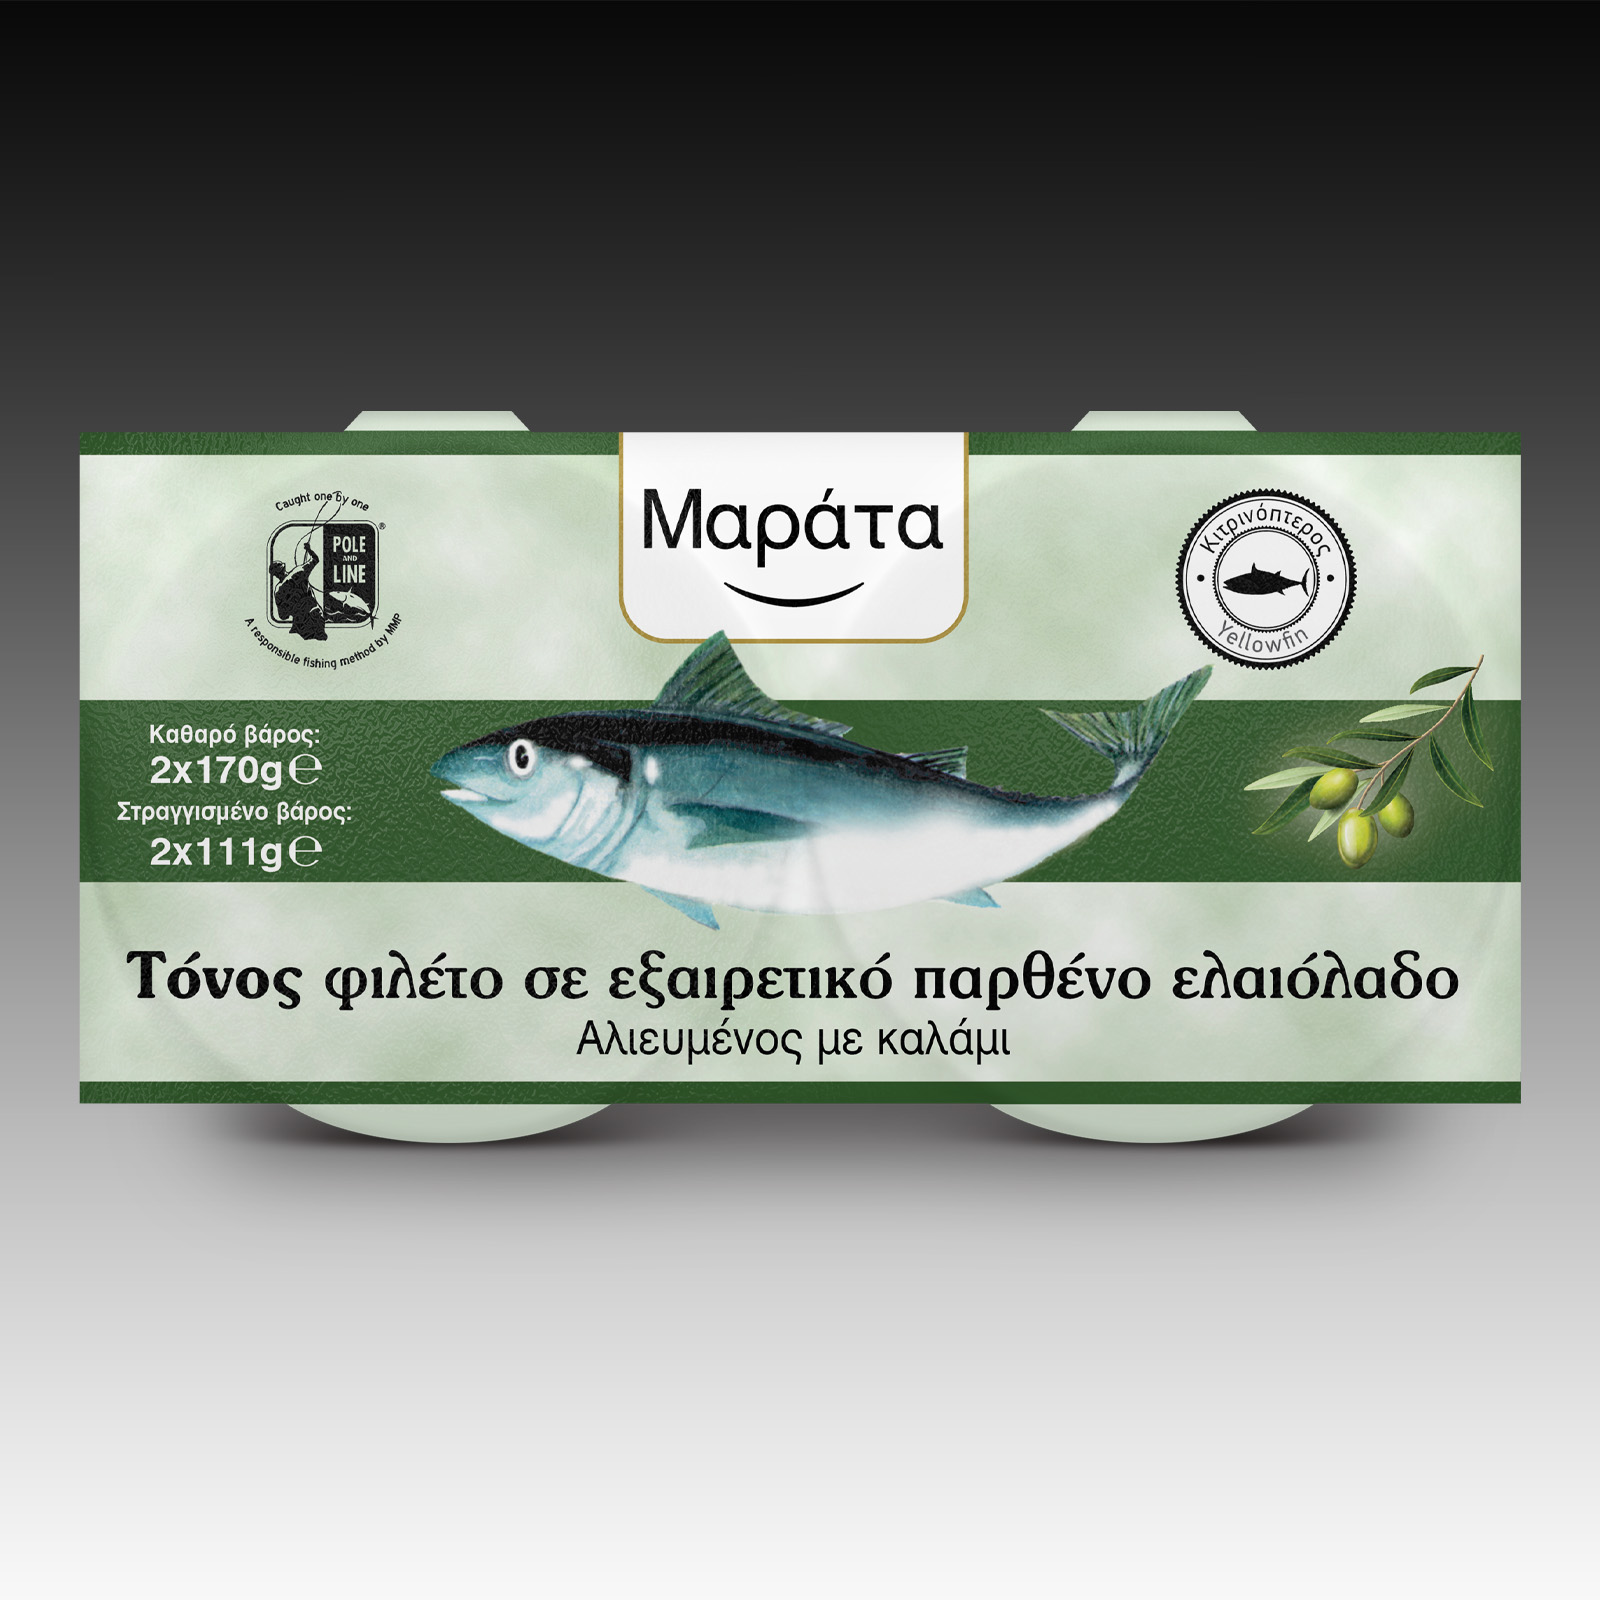 Μαράτα
Caught one by one
POLE
AND
LINE
®
A responsible fishing method by MMP
Κιτρινόπτερος
Yellowfin
Καθαρό βάρος:
2x170g℮
Στραγγισμένο βάρος:
2x111g℮
Τόνος φιλέτο σε εξαιρετικό παρθένο ελαιόλαδο
Αλιευμένος με καλάμι